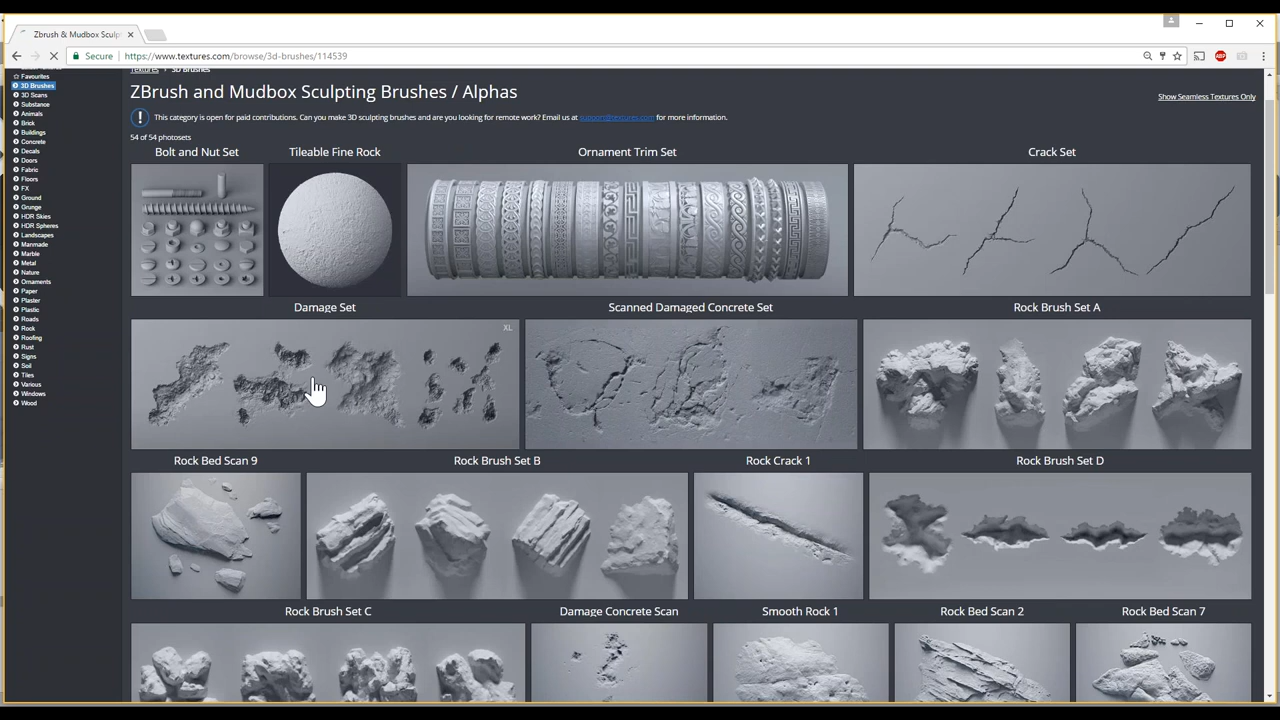 Zbrush & Mudbox Sculpt
Secure
https://www.textures.com/browse/3d-brushes/114539
Favourites
3D Brushes
3D Scans
Substance
Animals
Brick
Buildings
Concrete
Decals
Doors
Fabric
Floors
FX
Ground
Grunge
HDR Skies
HDR Spheres
Landscapes
Manmade
Marble
Metal
Nature
Ornaments
Paper
Plaster
Plastic
Roads
Rock
Roofing
Rust
Signs
Soil
Tiles
Various
Windows
Wood
Textures 3D Brushes
ZBrush and Mudbox Sculpting Brushes / Alphas
Show Seamless Textures Only
This category is open for paid contributions. Can you make 3D sculpting brushes and are you looking for remote work? Email us at support@textures.com for more information.
54 of 54 photosets
Bolt and Nut Set Tileable Fine Rock Ornament Trim Set Crack Set
Damage Set Scanned Damaged Concrete Set Rock Brush Set A
XL
Rock Bed Scan 9 Rock Brush Set B Rock Crack 1 Rock Brush Set D
Rock Brush Set C Damage Concrete Scan Smooth Rock 1 Rock Bed Scan 2 Rock Bed Scan 7